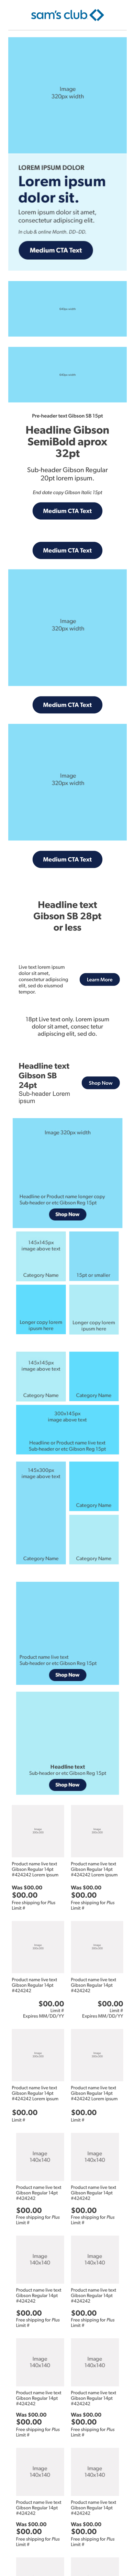 sam's club
Image
320px width
LOREM IPSUM DOLOR
Lorem ipsum
dolor sit.
Lorem ipsum dolor sit amet,
consectetur adipiscing elit.
In club & online Month. DD–DD.
Medium CTA Text
Pre-header text Gibson SB 15pt
Headline Gibson
SemiBold aprox
32pt
Sub-header Gibson Regular
20pt lorem ipsum.
End date copy Gibson Italic 15pt
Medium CTA Text
Medium CTA Text
Image
320px width
Medium CTA Text
Image
320px width
Medium CTA Text
Headline text
Gibson SB 28pt
or less
Live text lorem ipsum
dolor sit amet,
consectetur adipiscing
elit, sed do eiusmod
tempor.
Learn More
18pt Live text only. Lorem ipsum
dolor sit amet, consec tetur
adipiscing elit, sed do.
Headline text
Gibson SB
24pt
Sub-header Lorem
ipsum
Shop Now
Image 320px width
Headline or Product name longer copy
Sub-header or etc Gibson Reg 15pt
Shop Now
145x145px
image above text
Category Name
15pt or smaller
Longer copy lorem
ipsum here
Longer copy lorem
ipsum here
145x145px
image above text
Category Name
Category Name
300x145px
image above text
Headline or Product name live text
Sub-header or etc Gibson Reg 15pt
145x300px
image above text
Category Name
Category Name
Category Name
Product name live text
Sub-header or etc Gibson Reg 15pt
Shop Now
Headline text
Sub-header or etc Gibson Reg 15pt
Shop Now
Product name live text
Gibson Regular 14pt
#424242 Lorem ipsum
Was $00.00
$00.00
Free shipping for Plus
Limit #
Product name live text
Gibson Regular 14pt
#424242 Lorem ipsum
Was $00.00
$00.00
Free shipping for Plus
Limit #
Product name live text
Gibson Regular 14pt
#424242
$00.00
Limit #
Expires MM/DD/YY
Product name live text
Gibson Regular 14pt
#424242
$00.00
Limit #
Expires MM/DD/YY
Product name live text
Gibson Regular 14pt
#424242 Lorem ipsum
$00.00
Limit #
Product name live text
Gibson Regular 14pt
#424242 Lorem ipsum
$00.00
Limit #
Image
140x140
Product name live text
Gibson Regular 14pt
#424242
$00.00
Free shipping for Plus
Limit #
Image
140x140
Product name live text
Gibson Regular 14pt
#424242
$00.00
Free shipping for Plus
Limit #
Image
140x140
Product name live text
Gibson Regular 14pt
#424242
$00.00
Free shipping for Plus
Limit #
Image
140x140
Product name live text
Gibson Regular 14pt
#424242
$00.00
Free shipping for Plus
Limit #
Image
140x140
Product name live text
Gibson Regular 14pt
#424242
Was $00.00
$00.00
Free shipping for Plus
Limit #
Image
140x140
Product name live text
Gibson Regular 14pt
#424242
Was $00.00
$00.00
Free shipping for Plus
Limit #
Image
140x140
Product name live text
Gibson Regular 14pt
#424242
Was $00.00
$00.00
Free shipping for Plus
Limit #
Image
140x140
Product name live text
Gibson Regular 14pt
#424242
Was $00.00
$00.00
Free shipping for Plus
Limit #